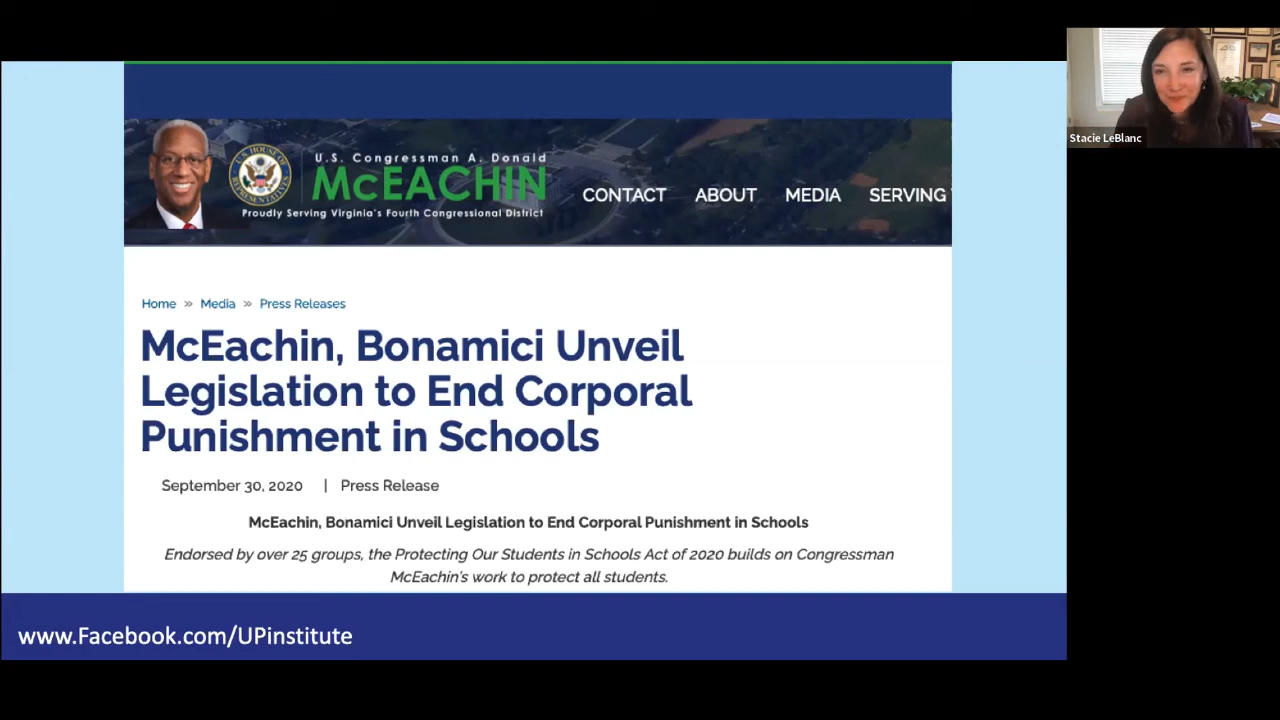 U.S. Congressman A. Donald
McEACHIN
Proudly Serving Virginia's Fourth Congressional District
CONTACT ABOUT MEDIA SERVING
Stacie LeBlanc
Home » Media » Press Releases
McEachin, Bonamici Unveil
Legislation to End Corporal
Punishment in Schools
September 30, 2020 | Press Release
McEachin, Bonamici Unveil Legislation to End Corporal Punishment in Schools
Endorsed by over 25 groups, the Protecting Our Students in Schools Act of 2020 builds on Congressman
McEachin's work to protect all students.
www.Facebook.com/UPinstitute